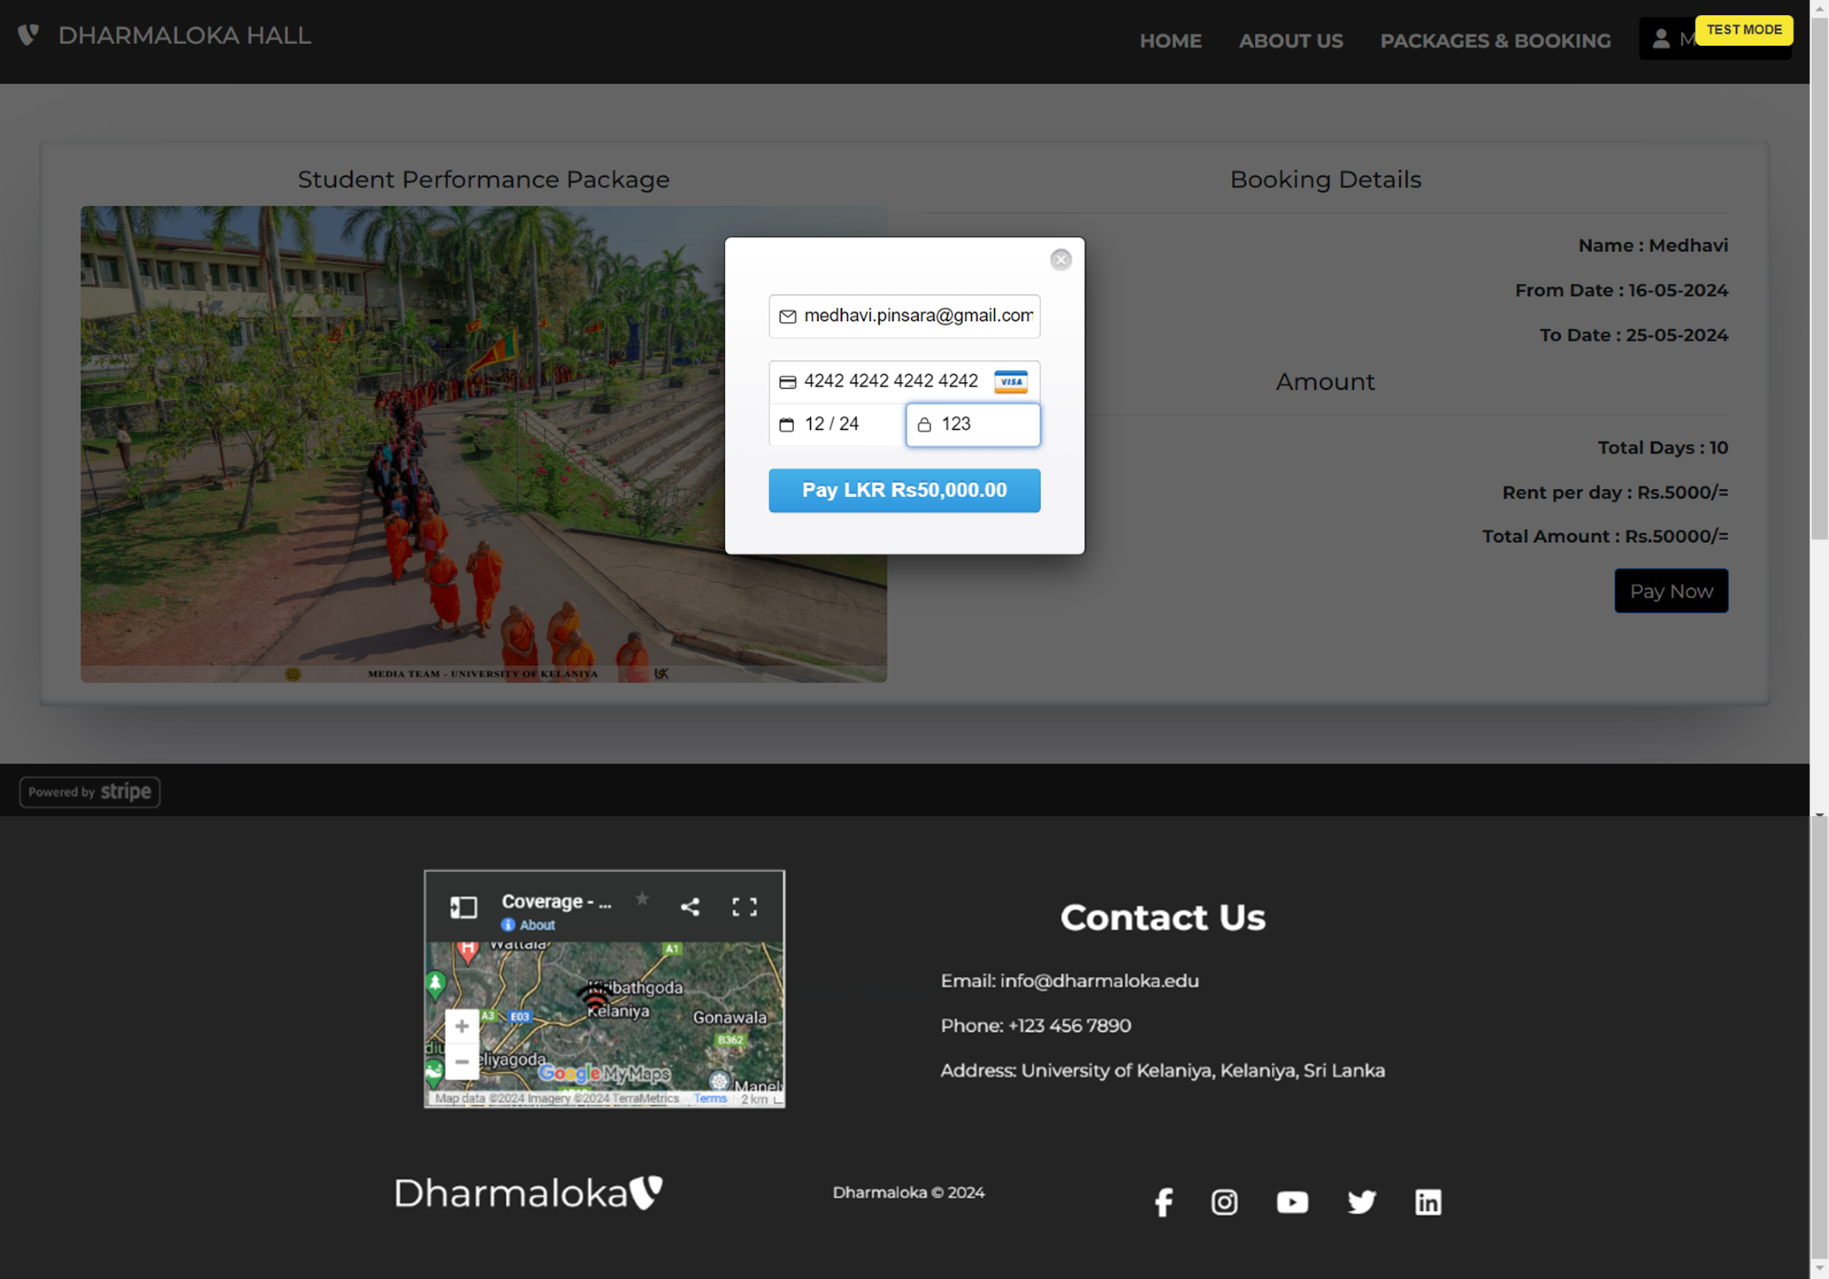 DHARMALOKA HALL
HOME
ABOUT US
PACKAGES & BOOKING
M
TEST MODE
Student Performance Package
MEDIA TEAM - UNIVERSITY OF KELANIYA
Booking Details
Name : Medhavi
From Date : 16-05-2024
To Date : 25-05-2024
Amount
Total Days : 10
Rent per day : Rs.5000/=
Total Amount : Rs.50000/=
Pay Now
medhavi.pinsara@gmail.com
4242 4242 4242 4242 VISA
12 / 24
123
Pay LKR Rs50,000.00
Powered by stripe
Coverage - ...
About
Wattala
A1
Kiribathgoda
Kelaniya
A3
E03
Gonawala
B362
eliyagoda
Google My Maps
Manel
Map data ©2024 Imagery ©2024 TerraMetrics
Terms
2 km
Contact Us
Email: info@dharmaloka.edu
Phone: +123 456 7890
Address: University of Kelaniya, Kelaniya, Sri Lanka
Dharmaloka
Dharmaloka © 2024